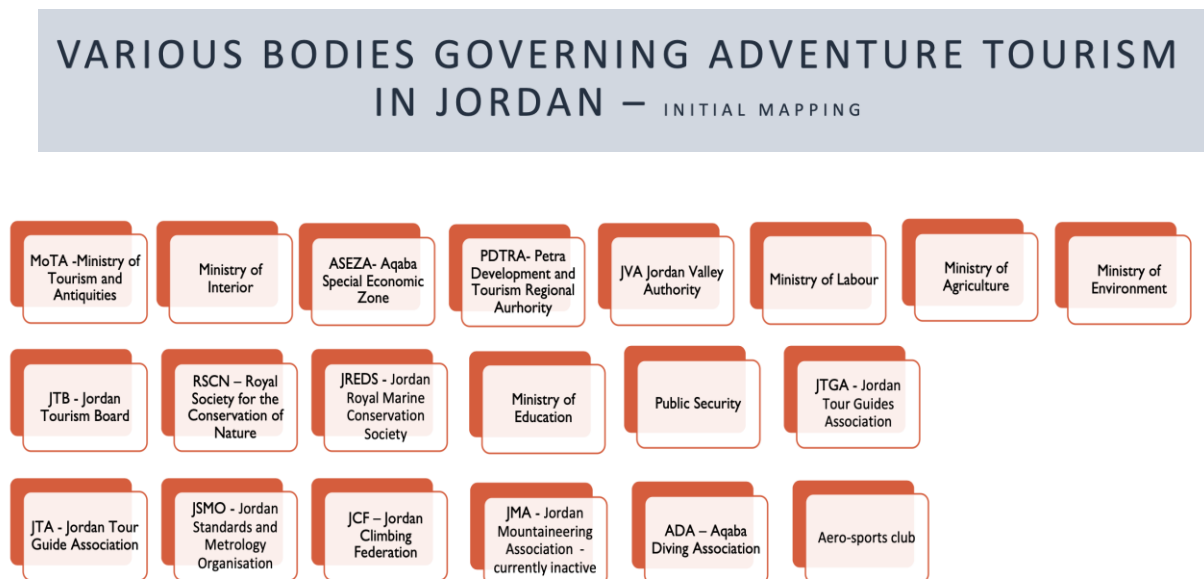 VARIOUS BODIES GOVERNING ADVENTURE TOURISM
IN JORDAN – INITIAL MAPPING
MoTA -Ministry of
Tourism and
Antiquities
Ministry of
Interior
ASEZA- Aqaba
Special Economic
Zone
PDTRA- Petra
Development and
Tourism Regional
Aurhority
JVA Jordan Valley
Authority
Ministry of Labour
Ministry of
Agriculture
Ministry of
Environment
JTB - Jordan
Tourism Board
RSCN – Royal
Society for the
Conservation of
Nature
JREDS - Jordan
Royal Marine
Conservation
Society
Ministry of
Education
Public Security
JTGA - Jordan
Tour Guides
Association
JTA - Jordan Tour
Guide Association
JSMO - Jordan
Standards and
Metrology
Organisation
JCF – Jordan
Climbing
Federation
JMA - Jordan
Mountaineering
Association -
currently inactive
ADA – Aqaba
Diving Association
Aero-sports club